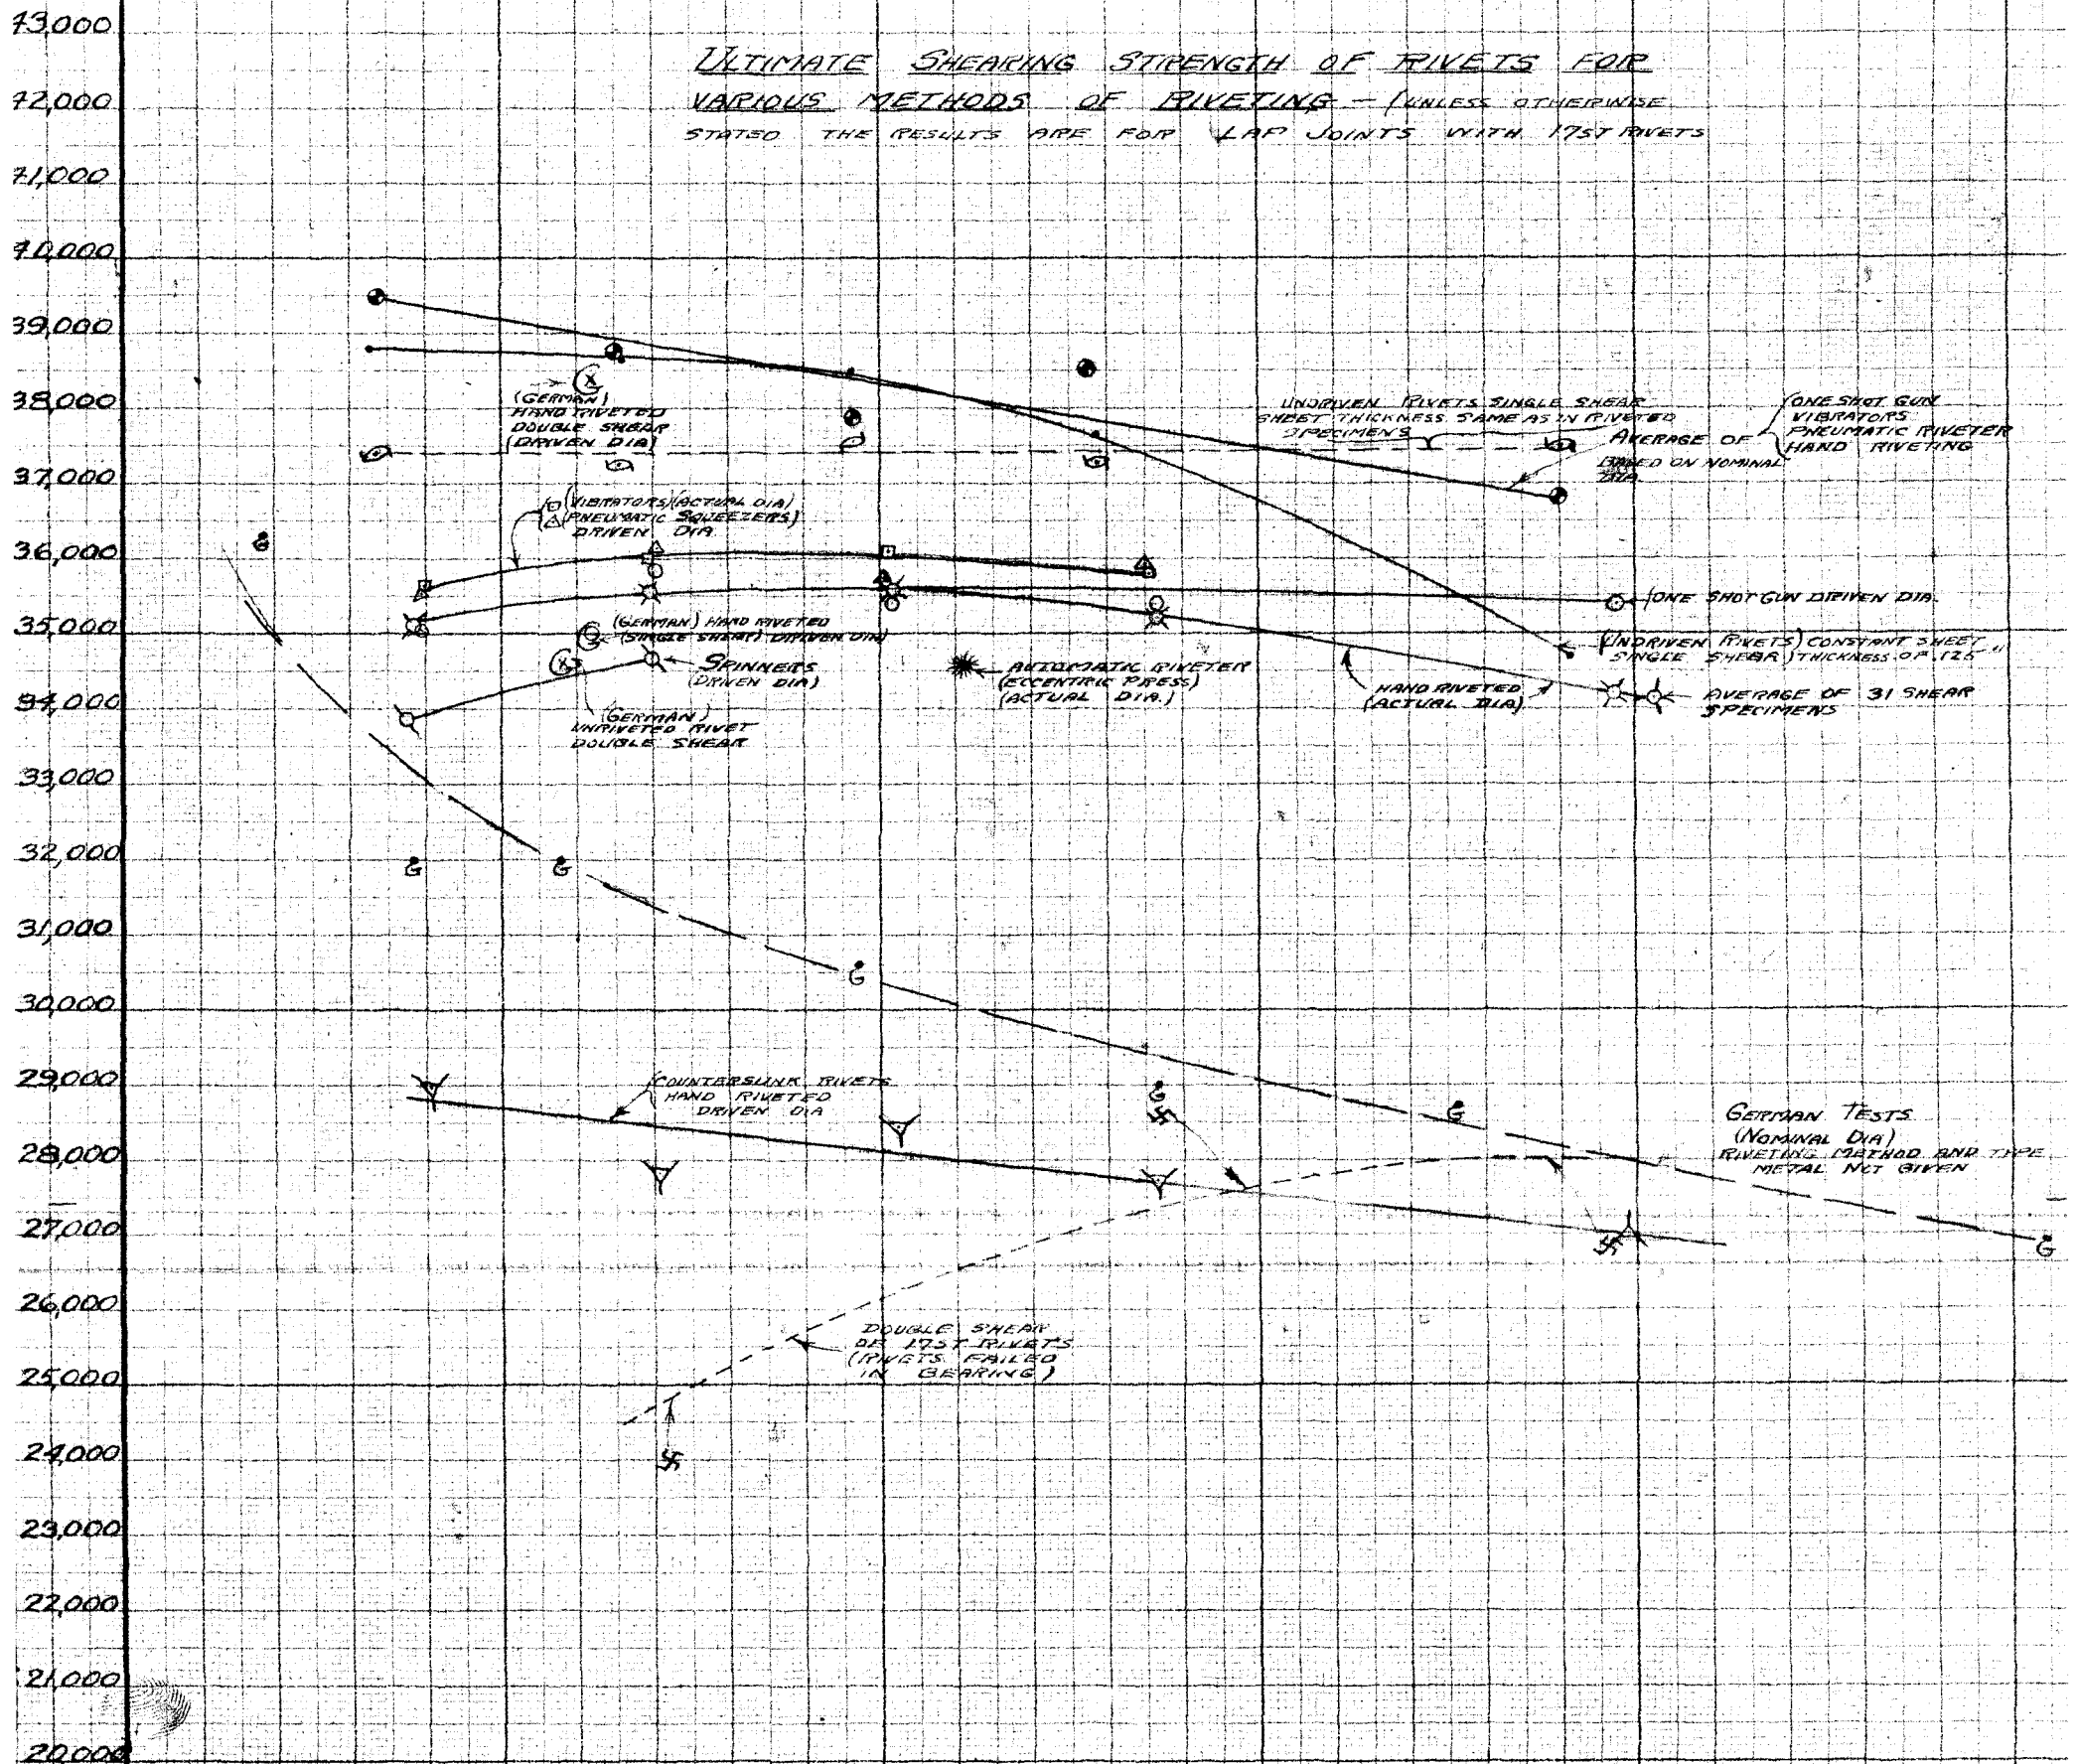 43,000
ULTIMATE SHEARING STRENGTH OF RIVETS FOR
42,000
VARIOUS METHODS OF RIVETING — (UNLESS OTHERWISE
STATED THE RESULTS ARE FOR LAP JOINTS WITH 17ST RIVETS
41,000
40,000
39,000
38,000
(GERMAN)
HAND RIVETED
DOUBLE SHEAR
(DRIVEN DIA)
UNDRIVEN RIVETS SINGLE SHEAR
SHEET THICKNESS SAME AS IN RIVETED
SPECIMENS
AVERAGE OF
(ONE SHOT GUN
VIBRATORS
PNEUMATIC RIVETER
HAND RIVETING
BASED ON NOMINAL
DIA.
37,000
(VIBRATORS)(ACTUAL DIA)
(PNEUMATIC SQUEEZERS)
DRIVEN DIA
36,000
(ONE SHOT GUN DRIVEN DIA.
35,000
(GERMAN) HAND RIVETED
(SINGLE SHEAR) DRIVEN DIA)
SPINNERS
(DRIVEN DIA)
AUTOMATIC RIVETER
(ECCENTRIC PRESS)
(ACTUAL DIA.)
HAND RIVETED
(ACTUAL DIA)
(UNDRIVEN RIVETS) CONSTANT SHEET
SINGLE SHEAR) THICKNESS OF .125"
AVERAGE OF 31 SHEAR
SPECIMENS
34,000
(GERMAN)
UNRIVETED RIVET
DOUBLE SHEAR
33,000
32,000
31,000
30,000
29,000
COUNTERSUNK RIVETS
HAND RIVETED
DRIVEN DIA
GERMAN TESTS
(NOMINAL DIA)
RIVETING METHOD AND TYPE
METAL NOT GIVEN
28,000
27,000
26,000
DOUBLE SHEAR
OF 17ST RIVETS
(RIVETS FAILED
IN BEARING)
25,000
24,000
23,000
22,000
21,000
20,000